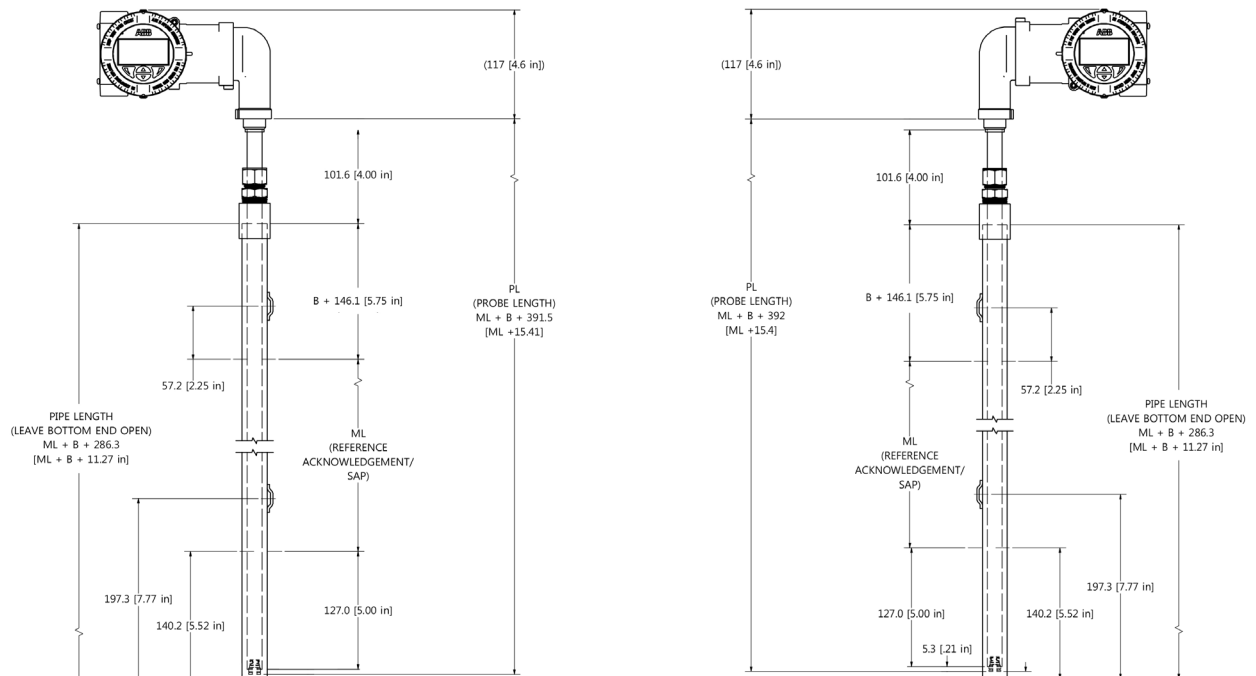 ABB
(117 [4.6 in])
101.6 [4.00 in]
B + 146.1 [5.75 in]
PL
(PROBE LENGTH)
ML + B + 391.5
[ML +15.41]
57.2 [2.25 in]
PIPE LENGTH
(LEAVE BOTTOM END OPEN)
ML + B + 286.3
[ML + B + 11.27 in]
ML
(REFERENCE
ACKNOWLEDGEMENT/
SAP)
197.3 [7.77 in]
140.2 [5.52 in]
127.0 [5.00 in]
ABB
(117 [4.6 in])
101.6 [4.00 in]
B + 146.1 [5.75 in]
PL
(PROBE LENGTH)
ML + B + 392
[ML +15.4]
57.2 [2.25 in]
PIPE LENGTH
(LEAVE BOTTOM END OPEN)
ML + B + 286.3
[ML + B + 11.27 in]
ML
(REFERENCE
ACKNOWLEDGEMENT/
SAP)
197.3 [7.77 in]
127.0 [5.00 in]
140.2 [5.52 in]
5.3 [.21 in]